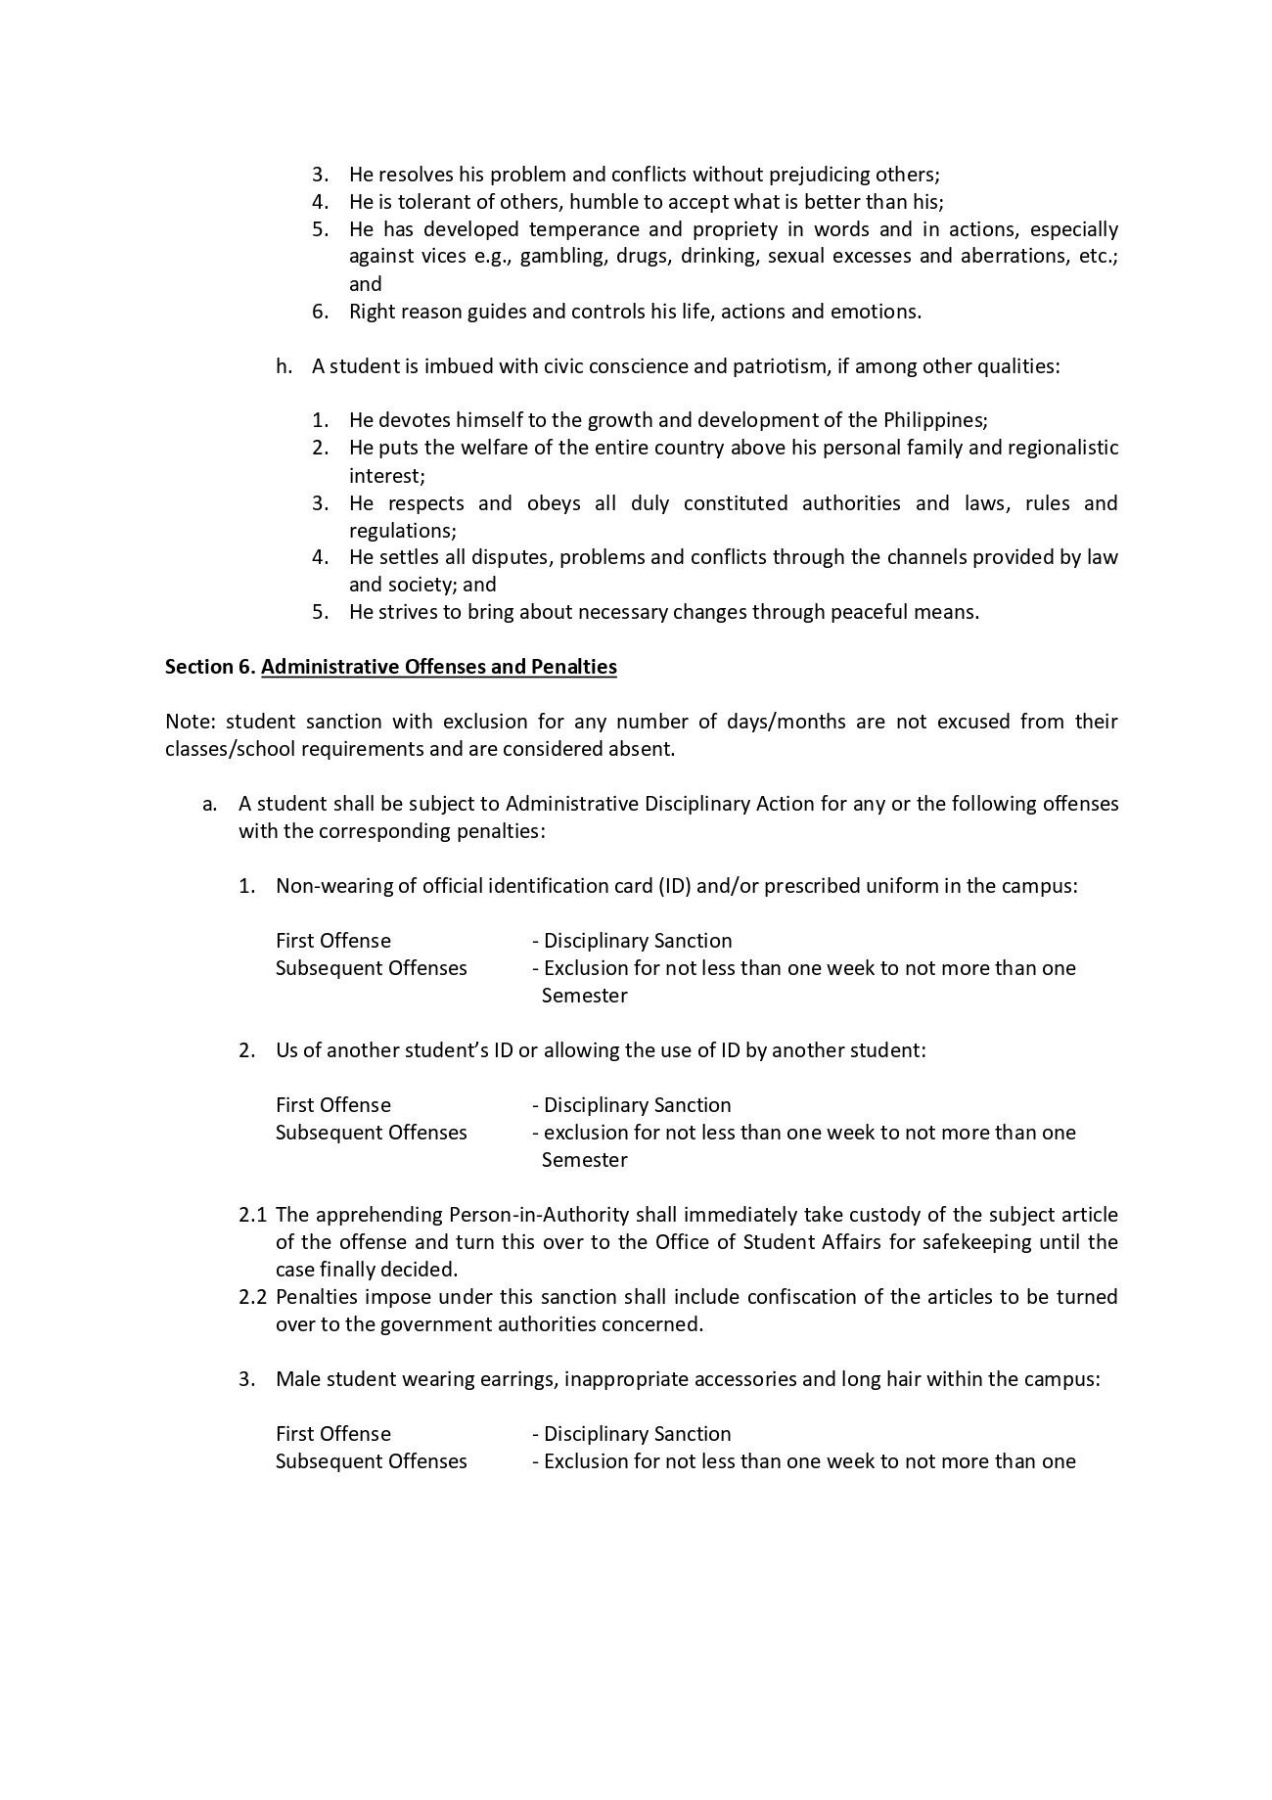 3. He resolves his problem and conflicts without prejudicing others;
4. He is tolerant of others, humble to accept what is better than his;
5. He has developed temperance and propriety in words and in actions, especially
against vices e.g., gambling, drugs, drinking, sexual excesses and aberrations, etc.;
and
6. Right reason guides and controls his life, actions and emotions.
h. A student is imbued with civic conscience and patriotism, if among other qualities:
1. He devotes himself to the growth and development of the Philippines;
2. He puts the welfare of the entire country above his personal family and regionalistic
interest;
3. He respects and obeys all duly constituted authorities and laws, rules and
regulations;
4. He settles all disputes, problems and conflicts through the channels provided by law
and society; and
5. He strives to bring about necessary changes through peaceful means.
Section 6. Administrative Offenses and Penalties
Note: student sanction with exclusion for any number of days/months are not excused from their
classes/school requirements and are considered absent.
a. A student shall be subject to Administrative Disciplinary Action for any or the following offenses
with the corresponding penalties:
1. Non-wearing of official identification card (ID) and/or prescribed uniform in the campus:
First Offense - Disciplinary Sanction
Subsequent Offenses - Exclusion for not less than one week to not more than one
Semester
2. Us of another student’s ID or allowing the use of ID by another student:
First Offense - Disciplinary Sanction
Subsequent Offenses - exclusion for not less than one week to not more than one
Semester
2.1 The apprehending Person-in-Authority shall immediately take custody of the subject article
of the offense and turn this over to the Office of Student Affairs for safekeeping until the
case finally decided.
2.2 Penalties impose under this sanction shall include confiscation of the articles to be turned
over to the government authorities concerned.
3. Male student wearing earrings, inappropriate accessories and long hair within the campus:
First Offense - Disciplinary Sanction
Subsequent Offenses - Exclusion for not less than one week to not more than one